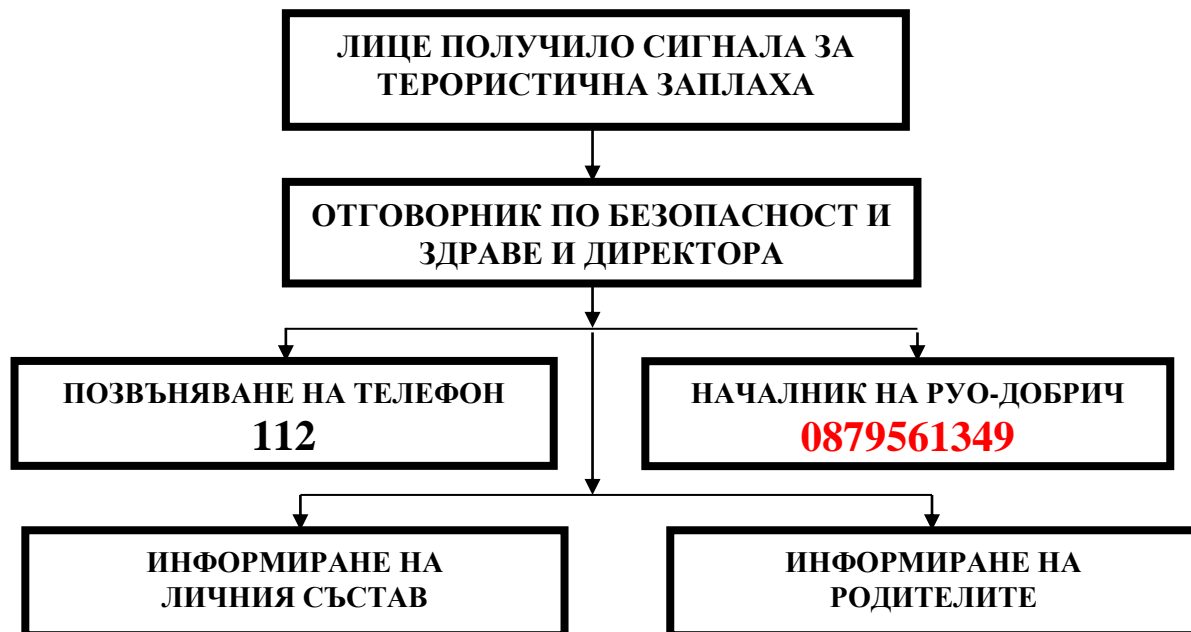 ЛИЦЕ ПОЛУЧИЛО СИГНАЛА ЗА
ТЕРОРИСТИЧНА ЗАПЛАХА
ОТГОВОРНИК ПО БЕЗОПАСНОСТ И
ЗДРАВЕ И ДИРЕКТОРА
ПОЗВЪНЯВАНЕ НА ТЕЛЕФОН
112
НАЧАЛНИК НА РУО-ДОБРИЧ
0879561349
ИНФОРМИРАНЕ НА
ЛИЧНИЯ СЪСТАВ
ИНФОРМИРАНЕ НА
РОДИТЕЛИТЕ